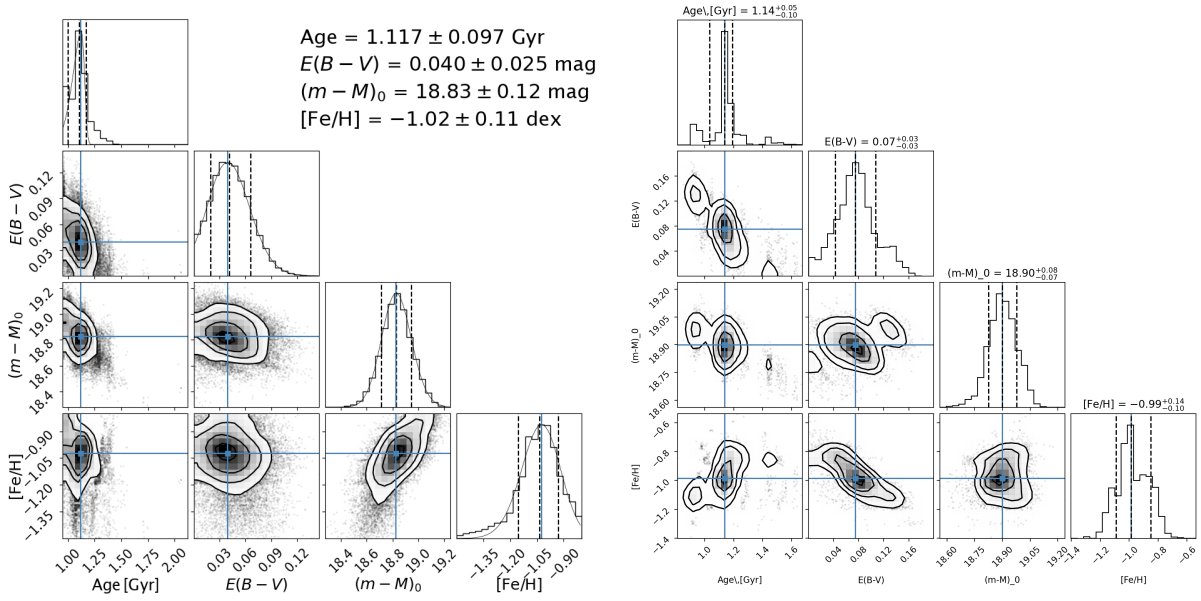 Age = 1.117 ± 0.097 Gyr
E(B − V) = 0.040 ± 0.025 mag
(m − M)₀ = 18.83 ± 0.12 mag
[Fe/H] = −1.02 ± 0.11 dex
E(B − V)
0.12
0.09
0.06
0.03
(m − M)₀
19.2
19.0
18.8
18.6
18.4
[Fe/H]
−0.90
−1.05
−1.20
−1.35
1.00 1.25 1.50 1.75 2.00
Age [Gyr]
0.03 0.06 0.09 0.12
E(B − V)
18.4 18.6 18.8 19.0 19.2
(m − M)₀
−1.35 −1.20 −1.05 −0.90
[Fe/H]
Age\,[Gyr] = 1.14+0.05−0.10
E(B-V) = 0.07+0.03−0.03
(m-M)_0 = 18.90+0.08−0.07
[Fe/H] = −0.99+0.14−0.10
E(B-V)
0.16
0.12
0.08
0.04
(m-M)_0
19.20
19.05
18.90
18.75
18.60
[Fe/H]
−0.6
−0.8
−1.0
−1.2
−1.4
1.0 1.2 1.4 1.6
Age\,[Gyr]
0.04 0.08 0.12 0.16
E(B-V)
18.60 18.75 18.90 19.05 19.20
(m-M)_0
−1.4 −1.2 −1.0 −0.8 −0.6
[Fe/H]